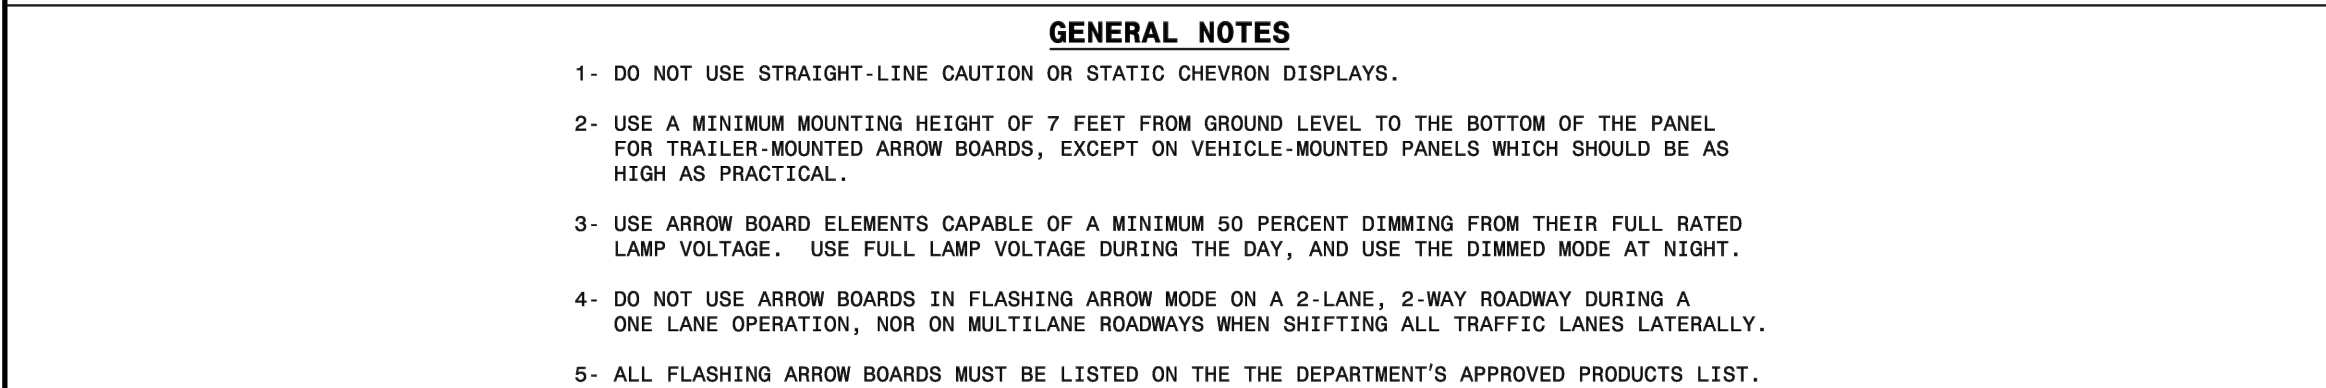 GENERAL NOTES
1- DO NOT USE STRAIGHT-LINE CAUTION OR STATIC CHEVRON DISPLAYS.
2- USE A MINIMUM MOUNTING HEIGHT OF 7 FEET FROM GROUND LEVEL TO THE BOTTOM OF THE PANEL
FOR TRAILER-MOUNTED ARROW BOARDS, EXCEPT ON VEHICLE-MOUNTED PANELS WHICH SHOULD BE AS
HIGH AS PRACTICAL.
3- USE ARROW BOARD ELEMENTS CAPABLE OF A MINIMUM 50 PERCENT DIMMING FROM THEIR FULL RATED
LAMP VOLTAGE.  USE FULL LAMP VOLTAGE DURING THE DAY, AND USE THE DIMMED MODE AT NIGHT.
4- DO NOT USE ARROW BOARDS IN FLASHING ARROW MODE ON A 2-LANE, 2-WAY ROADWAY DURING A
ONE LANE OPERATION, NOR ON MULTILANE ROADWAYS WHEN SHIFTING ALL TRAFFIC LANES LATERALLY.
5- ALL FLASHING ARROW BOARDS MUST BE LISTED ON THE THE DEPARTMENT'S APPROVED PRODUCTS LIST.